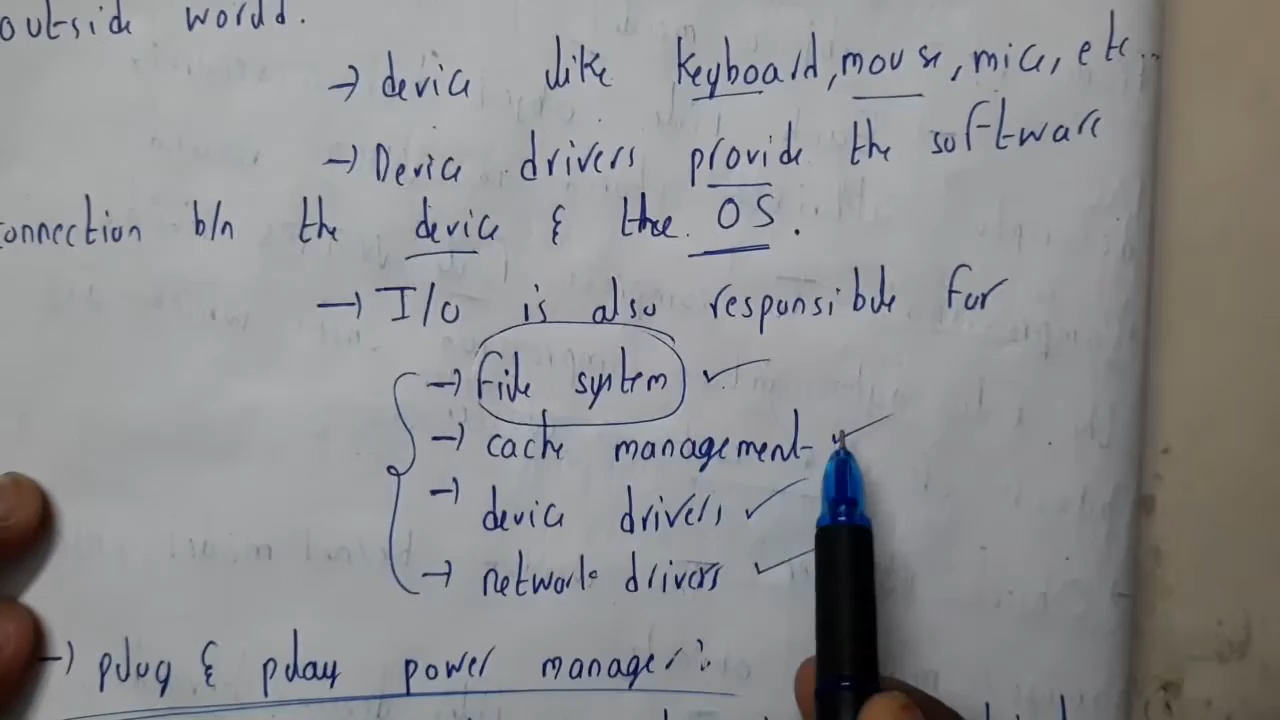 outside world.
→ device like keyboard, mouse, mic, etc...
→ Device drivers provide the software
onnection b/n the device & the OS.
→ I/O is also responsible for
→ File system ✓
→ cache management ✓
→ device drivers ✓
→ network drivers ✓
→ plug & play power manager :